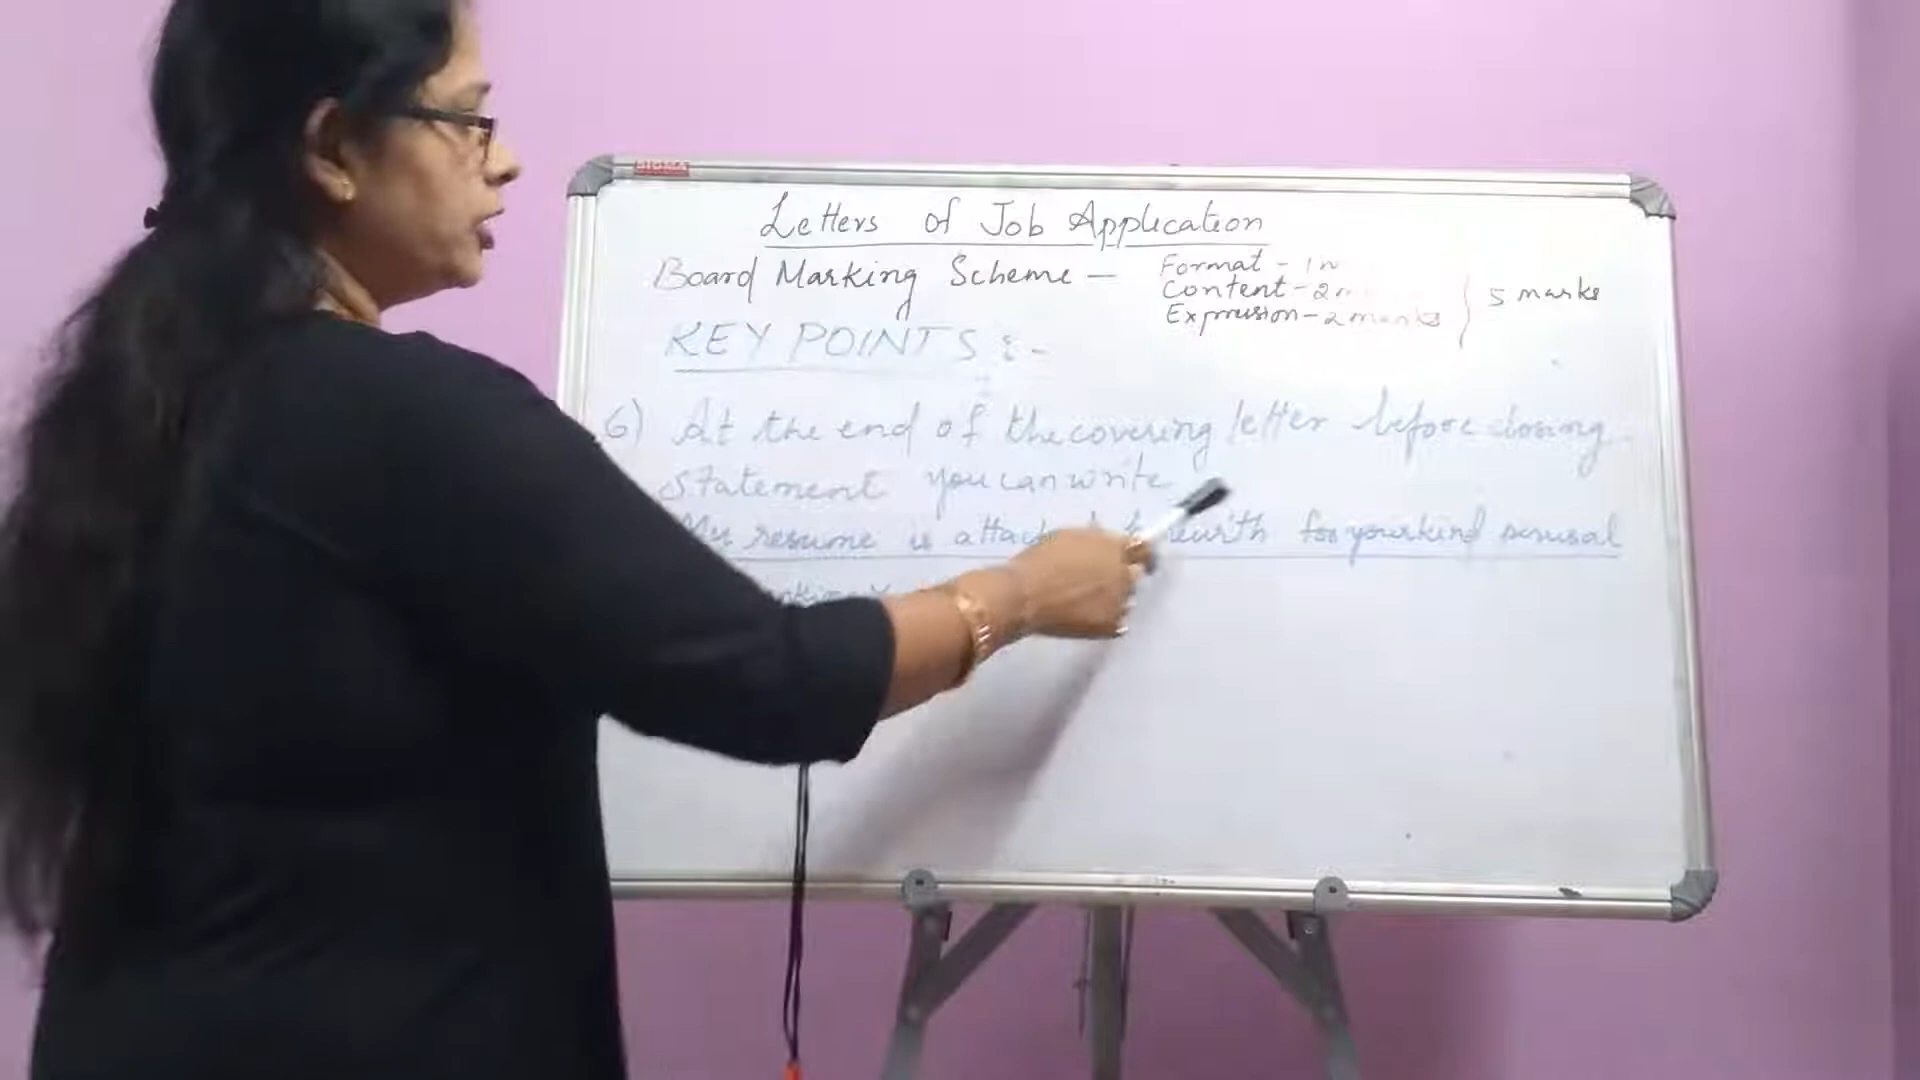 SIGMA
Letters of Job Application
Board Marking Scheme - Format - 1
Content - 2
Expression - 2 marks
5 marks
KEY POINTS :-
6) At the end of the covering letter before closing
statement you can write
My resume is attached herewith for your kind perusal